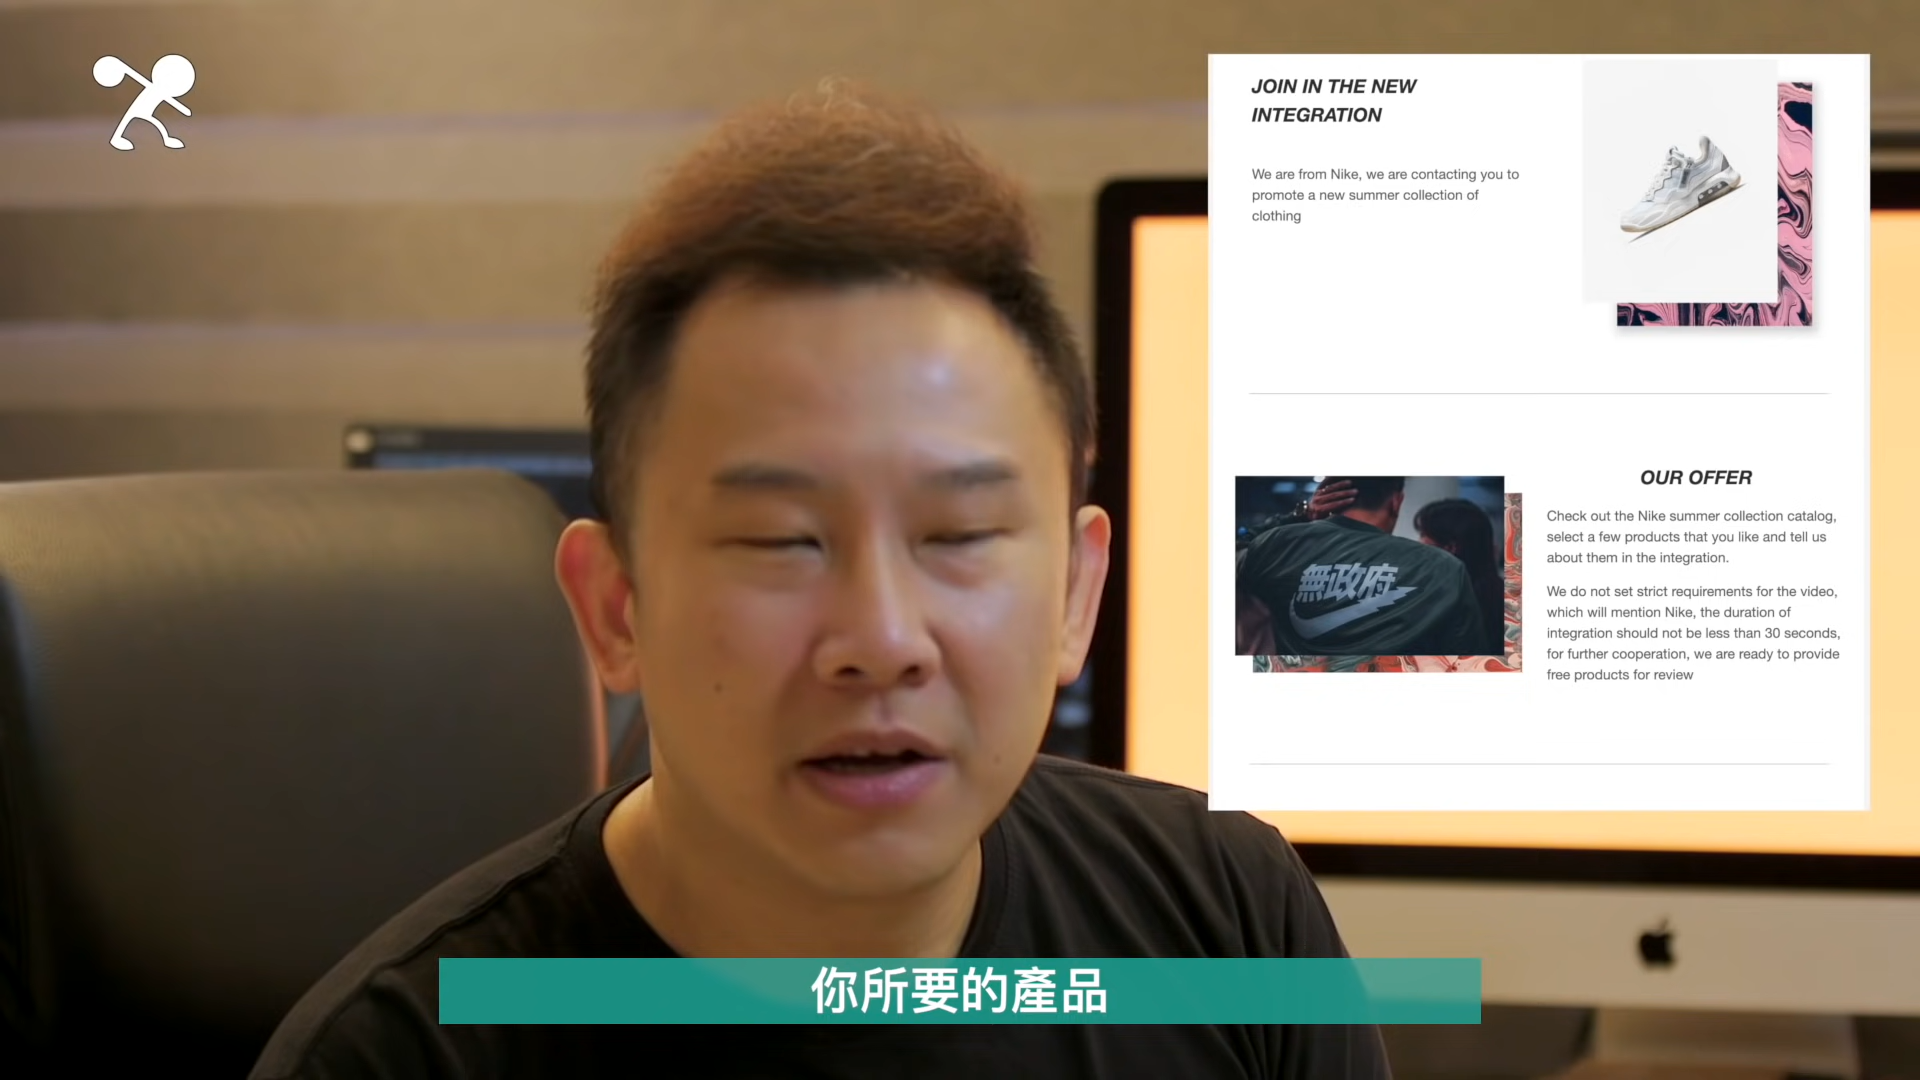 JOIN IN THE NEW
INTEGRATION
We are from Nike, we are contacting you to
promote a new summer collection of
clothing
OUR OFFER
Check out the Nike summer collection catalog,
select a few products that you like and tell us
about them in the integration.
We do not set strict requirements for the video,
which will mention Nike, the duration of
integration should not be less than 30 seconds,
for further cooperation, we are ready to provide
free products for review
無政府
你所要的產品